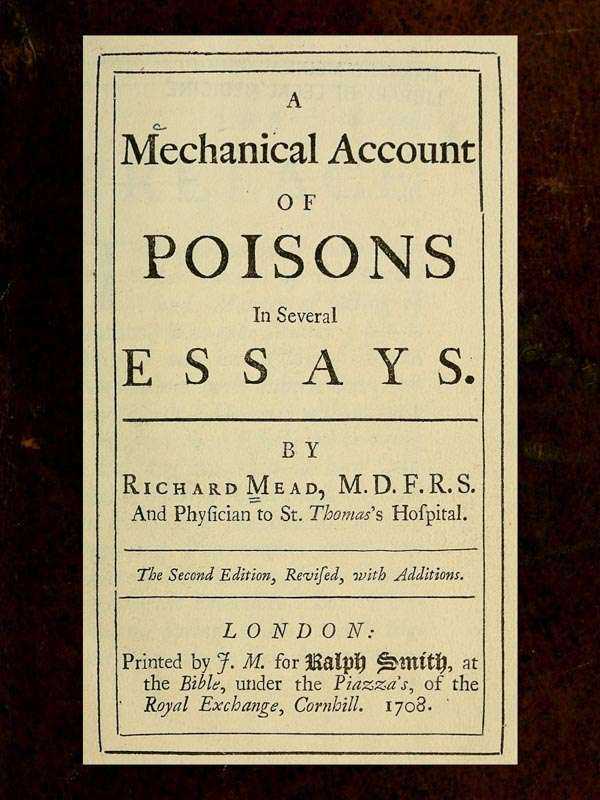 A
Mechanical Account
OF
POISONS
In Several
ESSAYS.
BY
RICHARD MEAD, M.D.F.R.S.
And Phyſician to St. Thomas's Hoſpital.
The Second Edition, Reviſed, with Additions.
LONDON:
Printed by J. M. for Ralph Smith, at
the Bible, under the Piazza's, of the
Royal Exchange, Cornhill. 1708.